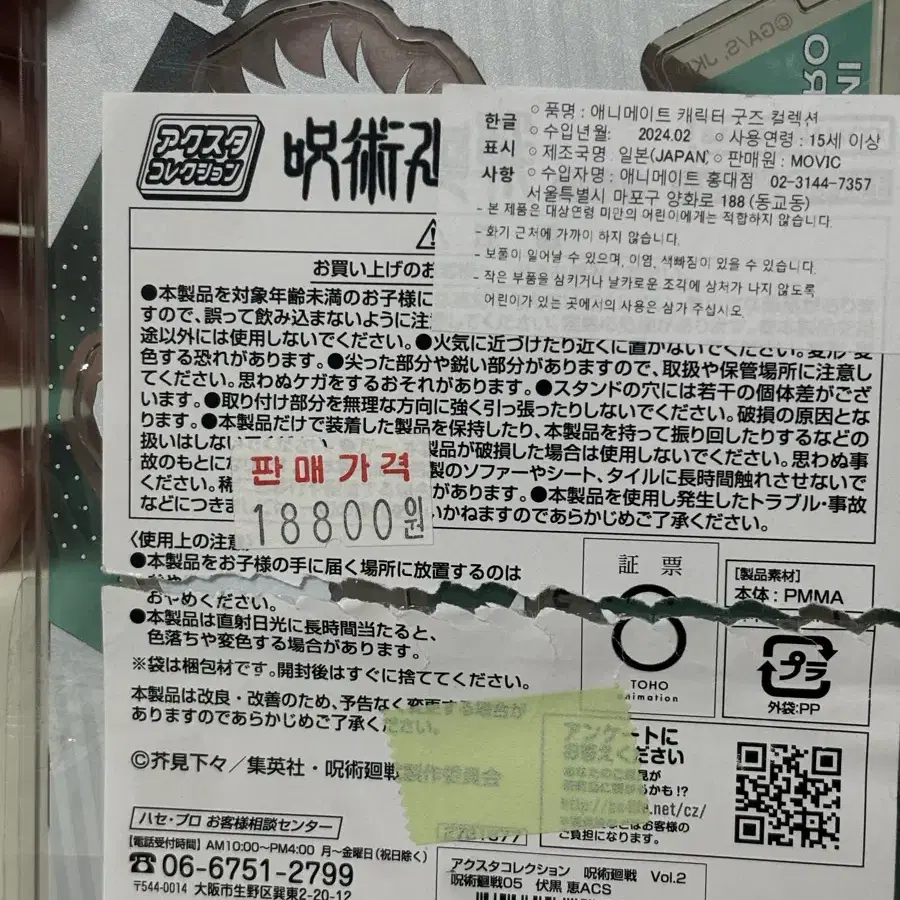 ©GA/S, JK
アクスタ
コレクション
呪術
한글
표시
사항
○ 품명 : 애니메이트 캐릭터 굿즈 컬렉션
○ 수입년월: 2024.02 ○ 사용연령 : 15세 이상
○ 제조국명 일본(JAPAN) ○ 판매원 : MOVIC
○ 수입자명 : 애니메이트 홍대점 02-3144-7357
서울특별시 마포구 양화로 188 (동교동)
- 본 제품은 대상연령 미만의 어린이에게는 적합하지 않습니다.
- 화기 근처에 가까이 하지 않습니다.
- 보풀이 일어날 수 있으며, 이염, 색빠짐이 있을 수 있습니다.
- 작은 부품을 삼키거나 날카로운 조각에 상처가 나지 않도록
어린이가 있는 곳에서의 사용은 삼가 주십시오.
お買い上げのお
●本製品を対象年齢未満のお子様に
すので、誤って飲み込まないように注
途以外には使用しないでください。●火気に近づけたり近くに置かないでください。変形・変
色する恐れがあります。●尖った部分や鋭い部分がありますので、取扱や保管場所に注意し
てください。思わぬケガをするおそれがあります。●スタンドの穴には若干の個体差がござ
います。●取り付け部分を無理な方向に強く引っ張ったりしないでください。破損の原因とな
ります。●本製品だけで装着した製品を保持したり、本製品を持って振り回したりするなどの
扱いはしない 製品が破損した場合は使用しないでください。思わぬ事
故のもとに 製のソファーやシート、タイルに長時間触れさせないで
ください。稀 があります。●本製品を使用し発生したトラブル・事故
などにつきま いかねますのであらかじめご了承ください。
판매가격
18800원
〈使用上の注意
●本製品をお子様の手に届く場所に放置するのは
おやめください。
●本製品は直射日光に長時間当たると、
色落ちや変色する場合があります。
※袋は梱包材です。開封後はすぐに捨ててください。
本製品は改良・改善のため、予告なく変更する場合が
ありますのであらかじめご了承ください。
©芥見下々／集英社・呪術廻戦製作委員会
証票
TOHO
animation
[製品素材]
本体：PMMA
プラ
外袋:PP
アンケートに
お答えください
.net/cz/
お客様の
ご負担になります。
ハセ・プロ お客様相談センター
【電話受付時間】AM10:00〜PM4:00 月〜金曜日(祝日除く)
☎06-6751-2799
〒544-0014 大阪市生野区巽東2-20-12
アクスタコレクション 呪術廻戦 Vol.2
呪術廻戦05 伏黒 恵ACS